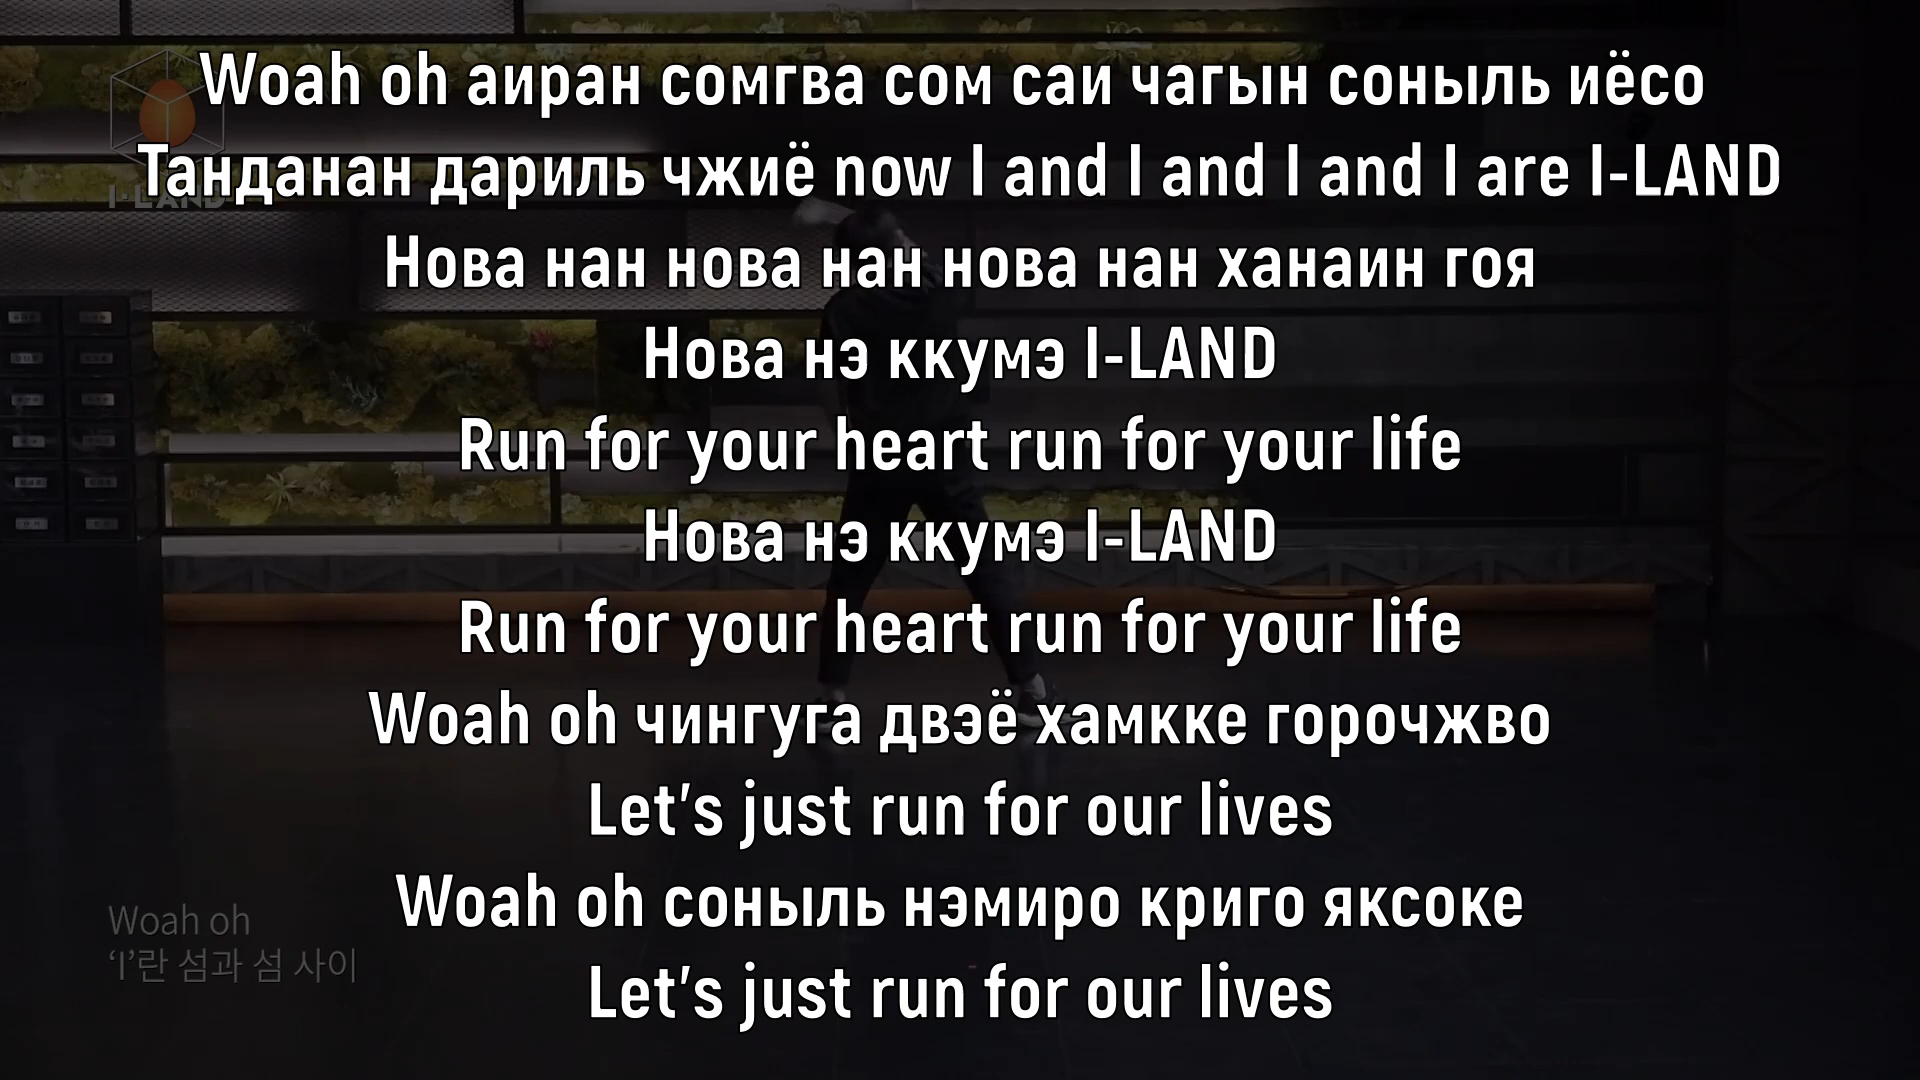 Woah oh аиран сомгва сом саи чагын соныль иёсо
Танданан дариль чжиё now I and I and I and I are I-LAND
I-LAND
Нова нан нова нан нова нан ханаин гоя
Нова нэ ккумэ I-LAND
Run for your heart run for your life
Нова нэ ккумэ I-LAND
Run for your heart run for your life
Woah oh чингуга двэё хамкке горочжво
Let's just run for our lives
Woah oh соныль нэмиро криго яксоке
Let's just run for our lives
Woah oh
‘I’란 섬과 섬 사이